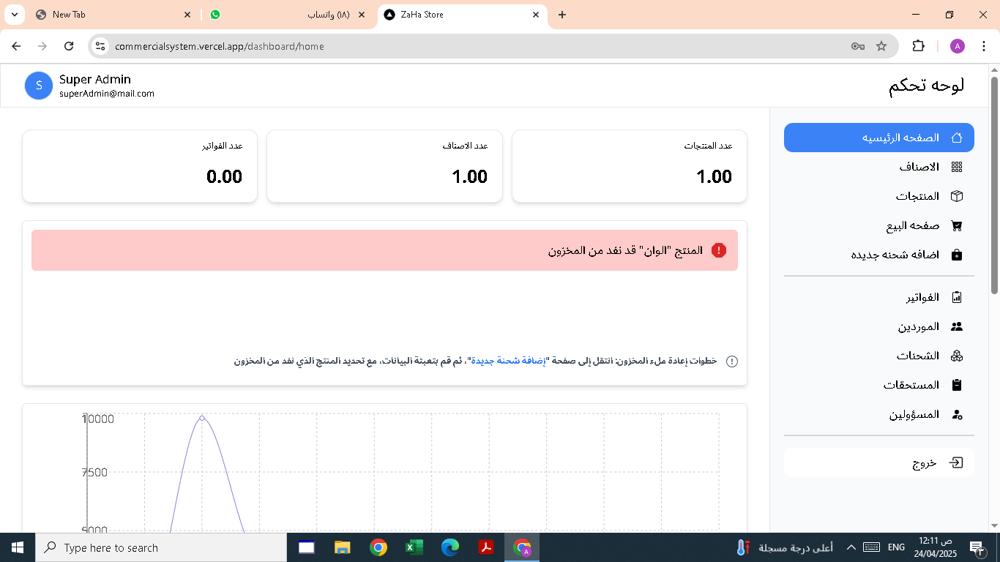 New Tab
(١٨) واتساب
ZaHa Store
commercialsystem.vercel.app/dashboard/home
A
S
Super Admin
superAdmin@mail.com
لوحه تحكم
الصفحه الرئيسيه
الاصناف
المنتجات
صفحه البيع
اضافه شحنه جديده
الفواتير
الموردين
الشحنات
المستحقات
المسؤولين
خروج
عدد المنتجات
1.00
عدد الاصناف
1.00
عدد الفواتير
0.00
المنتج "الوان" قد نفد من المخزون
خطوات إعادة ملء المخزون: انتقل إلى صفحة "إضافة شحنة جديدة"، ثم قم بتعبئة البيانات، مع تحديد المنتج الذي نفد من المخزون
10000
7500
5000
Type here to search
A
أعلى درجة مسجلة
ENG
12:11 ص
24/04/2025
٣